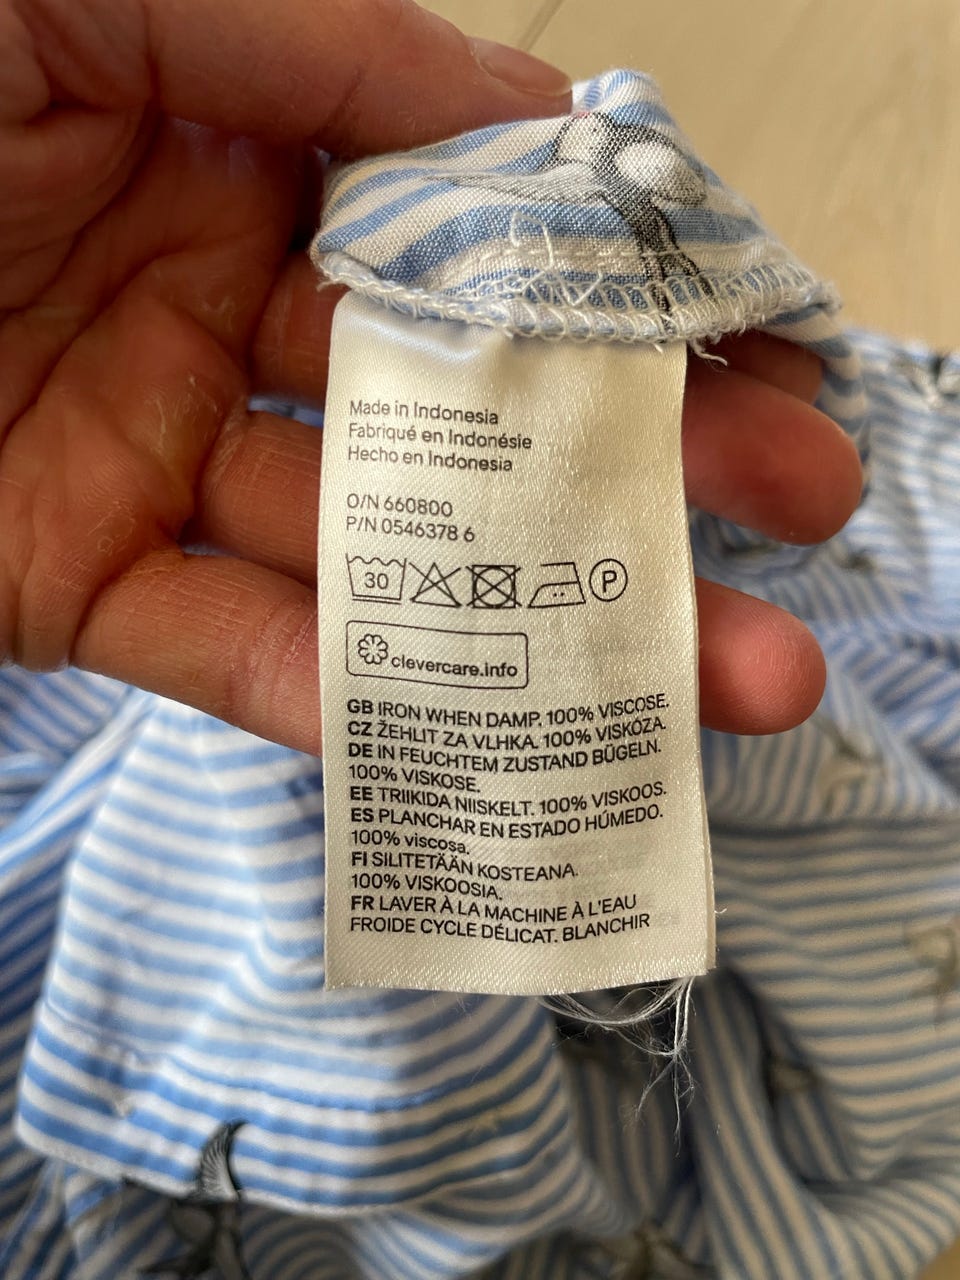 Made in Indonesia
Fabriqué en Indonésie
Hecho en Indonesia
O/N 660800
P/N 0546378 6
30 P
clevercare.info
GB IRON WHEN DAMP. 100% VISCOSE.
CZ ŽEHLIT ZA VLHKA. 100% VISKÓZA.
DE IN FEUCHTEM ZUSTAND BÜGELN.
100% VISKOSE.
EE TRIIKIDA NIISKELT. 100% VISKOOS.
ES PLANCHAR EN ESTADO HÚMEDO.
100% viscosa.
FI SILITETÄÄN KOSTEANA.
100% VISKOOSIA.
FR LAVER À LA MACHINE À L'EAU
FROIDE CYCLE DÉLICAT. BLANCHIR